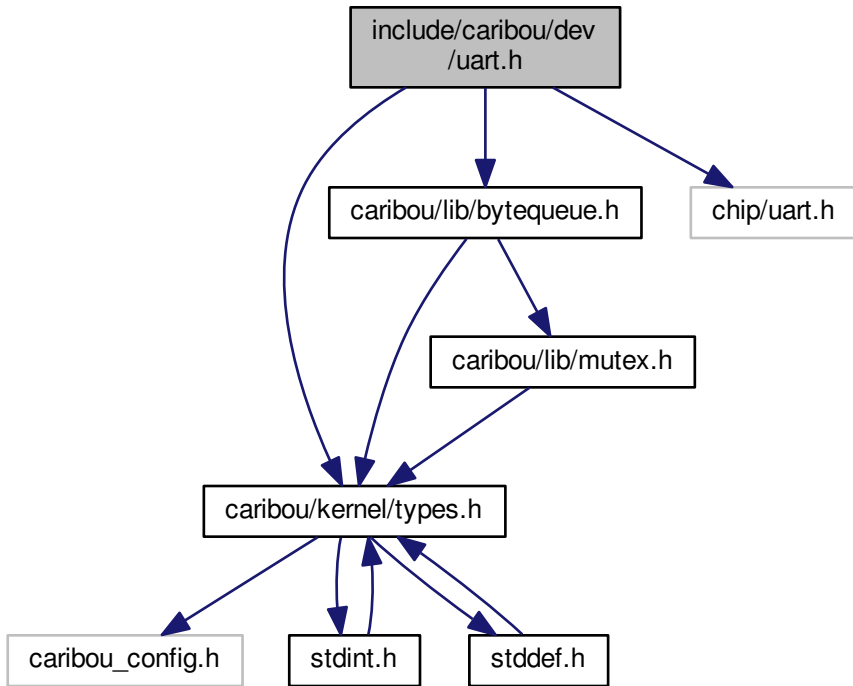 include/caribou/dev
/uart.h
caribou/lib/bytequeue.h
chip/uart.h
caribou/lib/mutex.h
caribou/kernel/types.h
caribou_config.h
stdint.h
stddef.h